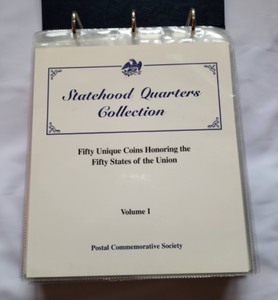 Statehood Quarters
Collection
Fifty Unique Coins Honoring the
Fifty States of the Union
Volume I
Postal Commemorative Society